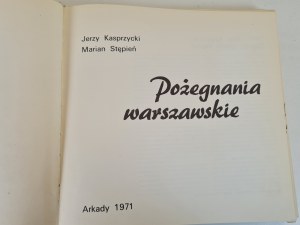 Jerzy Kasprzycki
Marian Stępień
Pożegnania
warszawskie
Arkady 1971